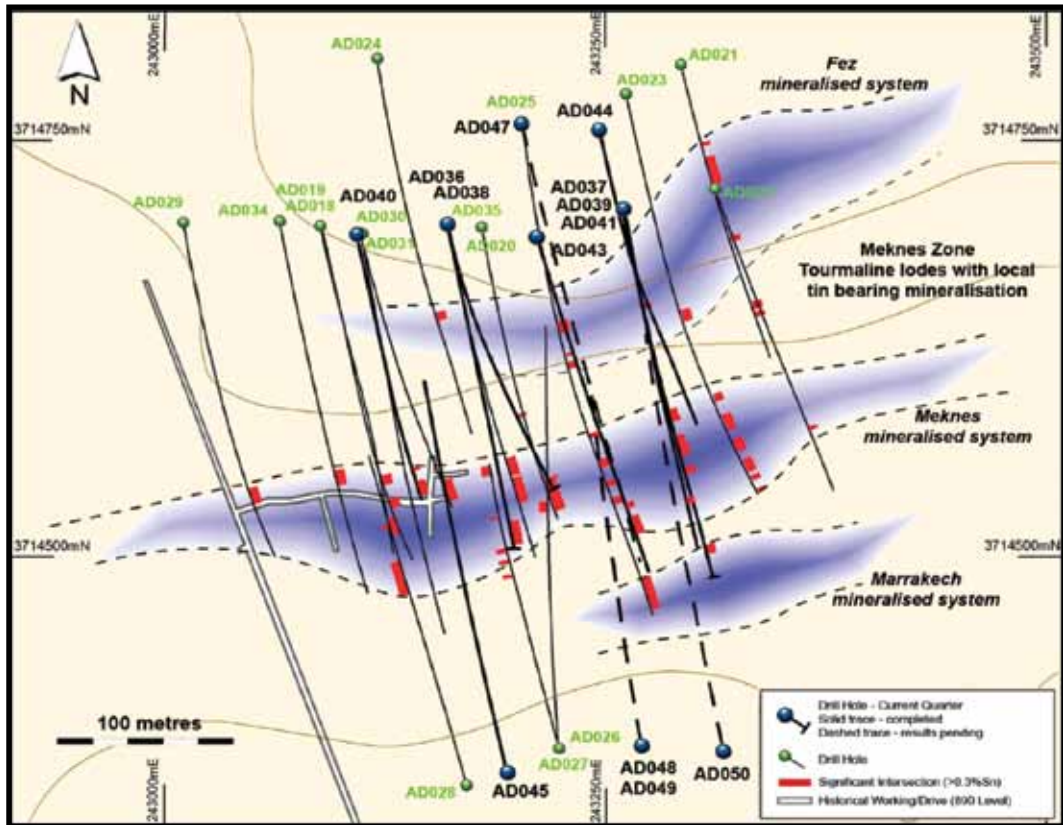 243000mE
243250mE
243500mE
N
AD024
AD021
AD023
Fez
mineralised system
AD025
AD047
AD044
3714750mN
3714750mN
AD029
AD034
AD019
AD018
AD040
AD030
AD031
AD036
AD038
AD035
AD020
AD037
AD039
AD041
AD043
Meknes Zone
Tourmaline lodes with local
tin bearing mineralisation
Meknes
mineralised system
3714500mN
3714500mN
Marrakech
mineralised system
100 metres
AD026
AD027
AD028
AD045
AD048
AD049
AD050
243000mE
243250mE
Drill Hole - Current Quarter
Solid trace - completed
Dashed trace - results pending
Drill Hole
Significant Intersection (>0.3%Sn)
Historical Working/Drive (890 Level)